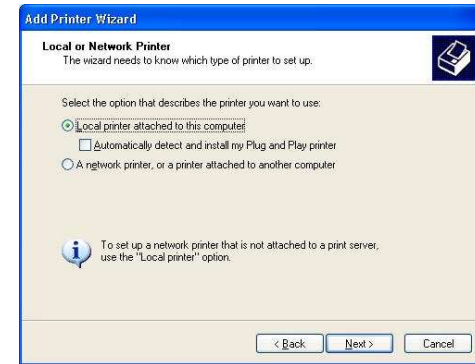 Add Printer Wizard
Local or Network Printer
The wizard needs to know which type of printer to set up.
Select the option that describes the printer you want to use:
Local printer attached to this computer
Automatically detect and install my Plug and Play printer
A network printer, or a printer attached to another computer
To set up a network printer that is not attached to a print server,
use the "Local printer" option.
< Back Next > Cancel